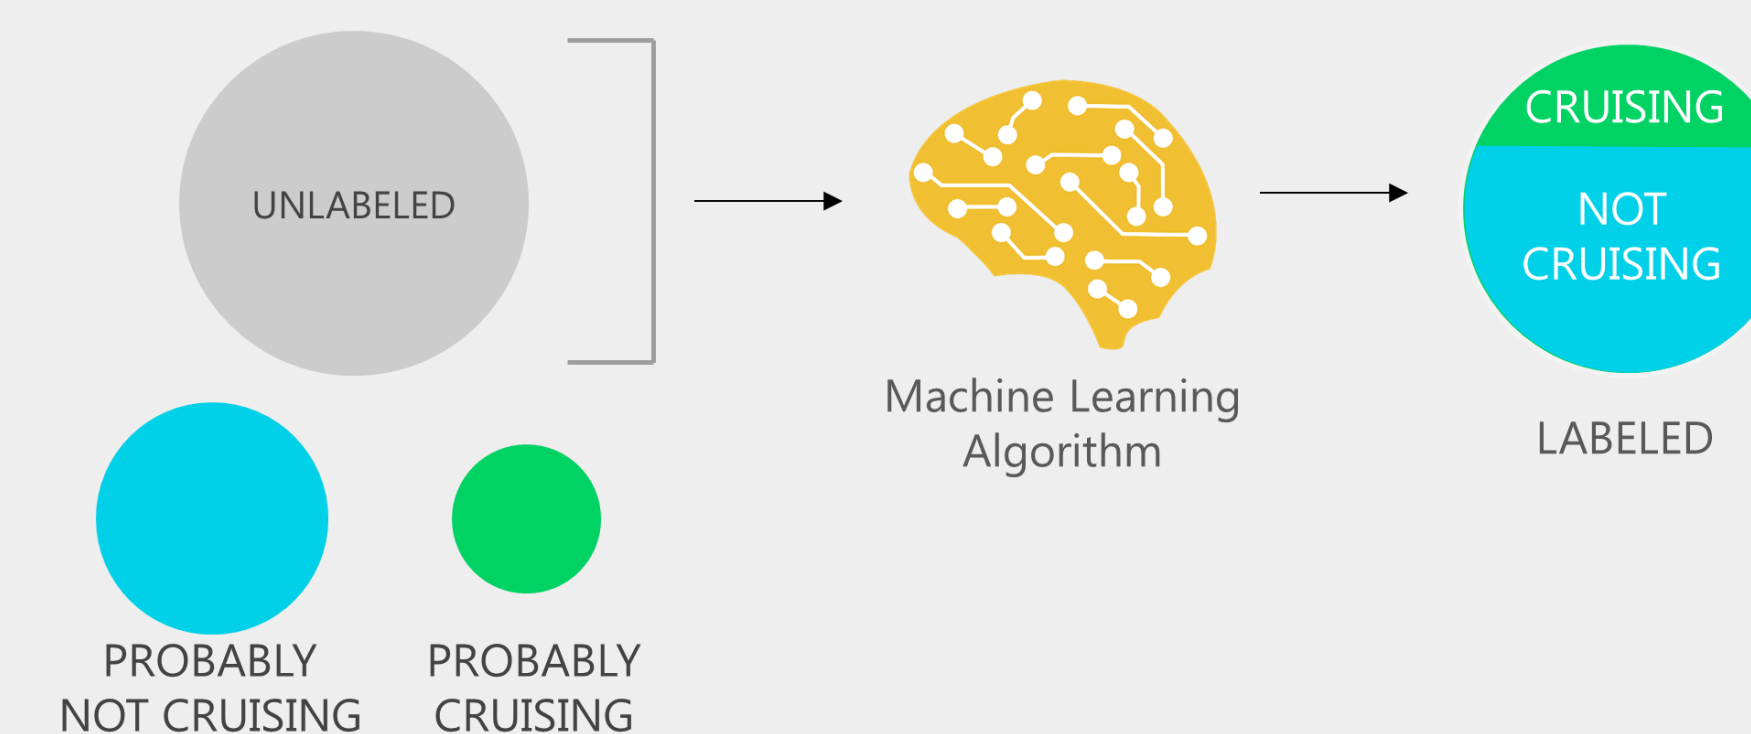 UNLABELED
PROBABLY
NOT CRUISING
PROBABLY
CRUISING
Machine Learning
Algorithm
CRUISING
NOT
CRUISING
LABELED